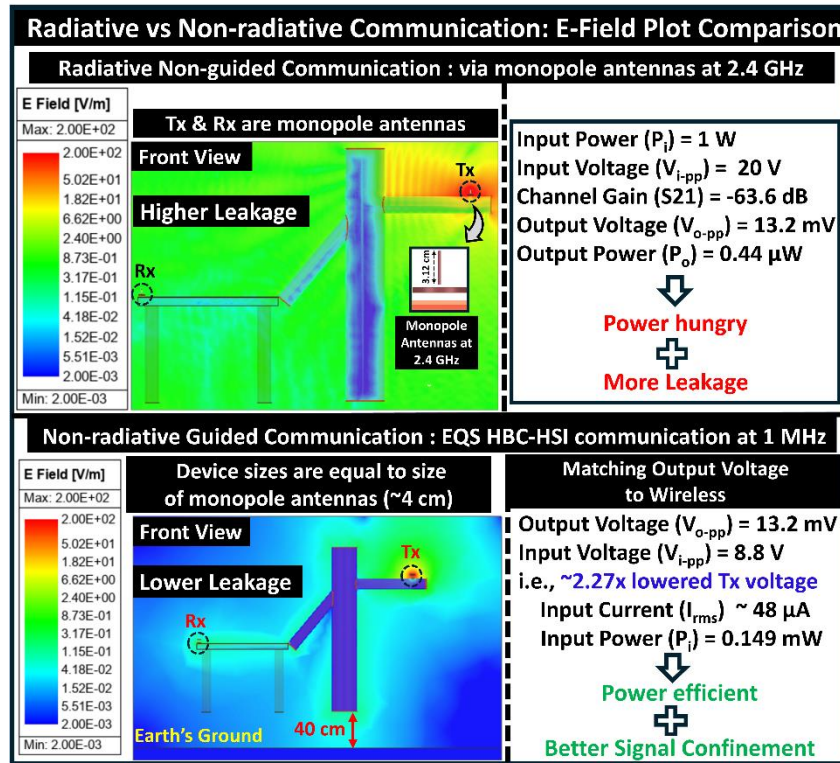 Radiative vs Non-radiative Communication: E-Field Plot Comparison
Radiative Non-guided Communication : via monopole antennas at 2.4 GHz
E Field [V/m]
Max: 2.00E+02
2.00E+02
5.02E+01
2.02E+01
6.62E+00
2.40E+00
8.73E-01
3.17E-01
1.15E-01
4.18E-02
1.52E-02
5.51E-03
2.00E-03
Min: 2.00E-03
Tx & Rx are monopole antennas
Front View
Higher Leakage
Tx
Rx
3.12 cm
Monopole
Antennas at
2.4 GHz
Input Power (Pi) = 1 W
Input Voltage (Vi-pp) = 20 V
Channel Gain (S21) = -63.6 dB
Output Voltage (Vo-pp) = 13.2 mV
Output Power (Po) = 0.44 µW
Power hungry
More Leakage
Non-radiative Guided Communication : EQS HBC-HSI communication at 1 MHz
E Field [V/m]
Max: 2.00E+02
2.00E+02
5.02E+01
2.02E+01
6.62E+00
2.40E+00
8.73E-01
3.17E-01
1.15E-01
4.18E-02
1.52E-02
5.51E-03
2.00E-03
Min: 2.00E-03
Device sizes are equal to size
of monopole antennas (~4 cm)
Front View
Lower Leakage
Tx
Rx
Earth's Ground
40 cm
Matching Output Voltage
to Wireless
Output Voltage (Vo-pp) = 13.2 mV
Input Voltage (Vi-pp) = 8.8 V
i.e., ~2.27x lowered Tx voltage
Input Current (Irms) ~ 48 µA
Input Power (Pi) = 0.149 mW
Power efficient
Better Signal Confinement